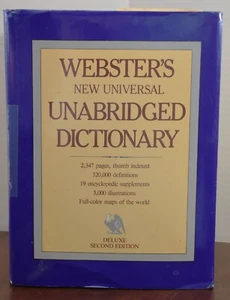 WEBSTER'S
NEW UNIVERSAL
UNABRIDGED
DICTIONARY
2,347 pages, thumb indexed
320,000 definitions
19 encyclopedic supplements
3,000 illustrations
Full-color maps of the world
DELUXE
SECOND EDITION